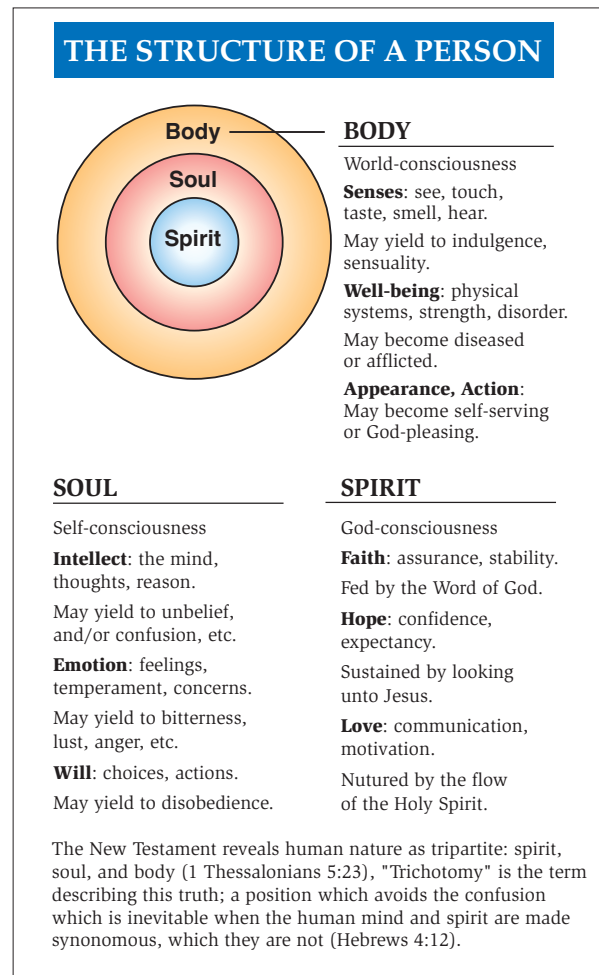 THE STRUCTURE OF A PERSON
Body
Soul
Spirit
BODY
World-consciousness
Senses: see, touch,
taste, smell, hear.
May yield to indulgence,
sensuality.
Well-being: physical
systems, strength, disorder.
May become diseased
or afflicted.
Appearance, Action:
May become self-serving
or God-pleasing.
SOUL
Self-consciousness
Intellect: the mind,
thoughts, reason.
May yield to unbelief,
and/or confusion, etc.
Emotion: feelings,
temperament, concerns.
May yield to bitterness,
lust, anger, etc.
Will: choices, actions.
May yield to disobedience.
SPIRIT
God-consciousness
Faith: assurance, stability.
Fed by the Word of God.
Hope: confidence,
expectancy.
Sustained by looking
unto Jesus.
Love: communication,
motivation.
Nutured by the flow
of the Holy Spirit.
The New Testament reveals human nature as tripartite: spirit,
soul, and body (1 Thessalonians 5:23), "Trichotomy" is the term
describing this truth; a position which avoids the confusion
which is inevitable when the human mind and spirit are made
synonomous, which they are not (Hebrews 4:12).